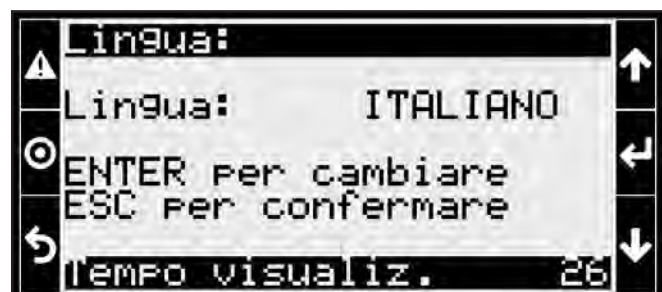 Lingua:
Lingua: ITALIANO
ENTER per cambiare
ESC per confermare
Tempo visualiz. 26